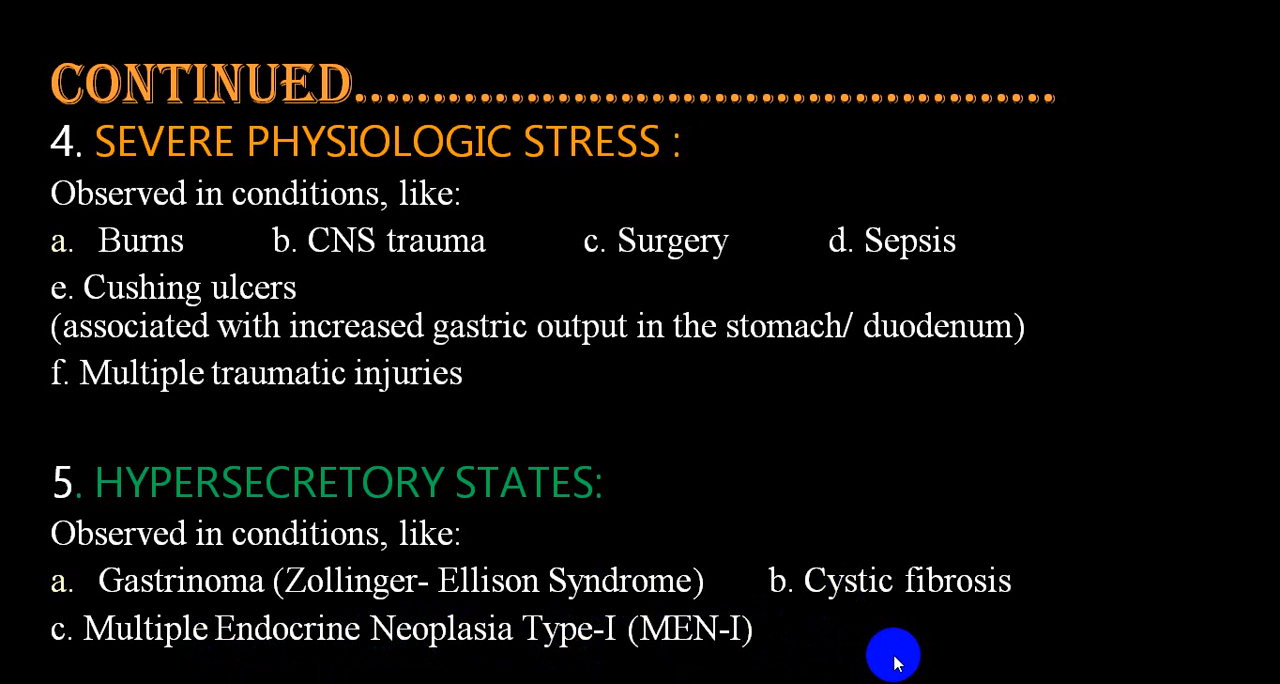 CONTINUED.............................................
4. SEVERE PHYSIOLOGIC STRESS :
Observed in conditions, like:
a. Burns b. CNS trauma c. Surgery d. Sepsis
e. Cushing ulcers
(associated with increased gastric output in the stomach/ duodenum)
f. Multiple traumatic injuries
5. HYPERSECRETORY STATES:
Observed in conditions, like:
a. Gastrinoma (Zollinger- Ellison Syndrome) b. Cystic fibrosis
c. Multiple Endocrine Neoplasia Type-I (MEN-I)